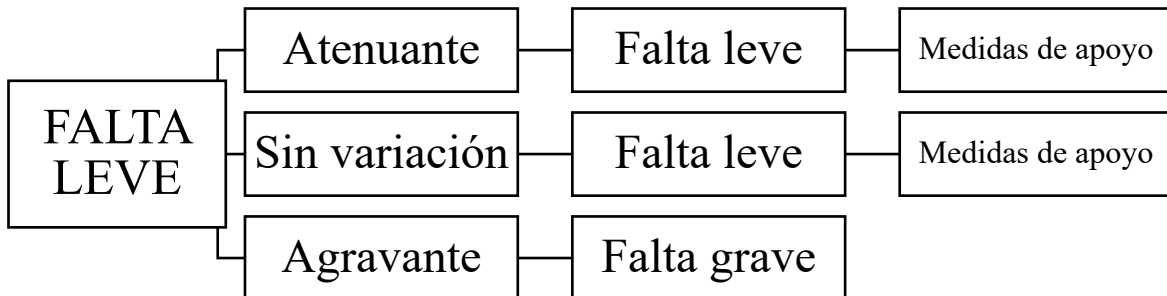 FALTA
LEVE
Atenuante
Falta leve
Medidas de apoyo
Sin variación
Falta leve
Medidas de apoyo
Agravante
Falta grave